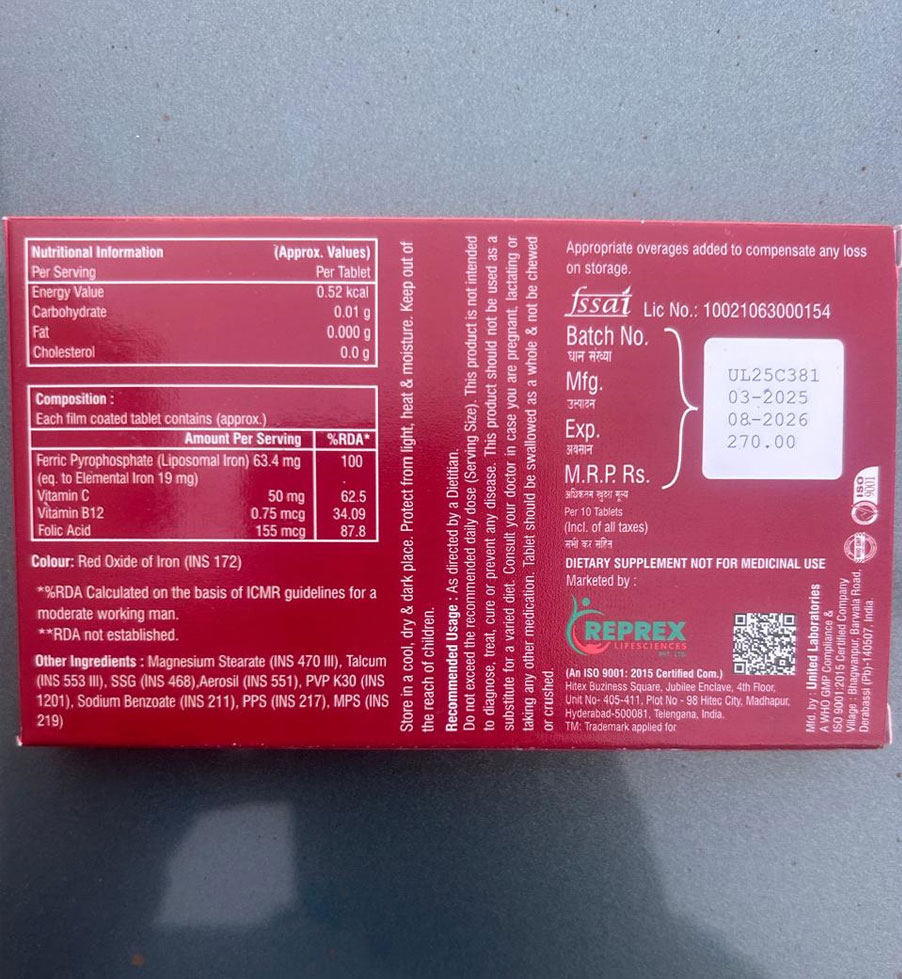 Nutritional Information (Approx. Values)
Per Serving Per Tablet
Energy Value 0.52 kcal
Carbohydrate 0.01 g
Fat 0.000 g
Cholesterol 0.0 g
Composition :
Each film coated tablet contains (approx.)
Amount Per Serving %RDA*
Ferric Pyrophosphate (Liposomal Iron) 63.4 mg 100
(eq. to Elemental Iron 19 mg)
Vitamin C 50 mg 62.5
Vitamin B12 0.75 mcg 34.09
Folic Acid 155 mcg 87.8
Colour: Red Oxide of Iron (INS 172)
*%RDA Calculated on the basis of ICMR guidelines for a
moderate working man.
**RDA not established.
Other Ingredients : Magnesium Stearate (INS 470 III), Talcum
(INS 553 III), SSG (INS 468),Aerosil (INS 551), PVP K30 (INS
1201), Sodium Benzoate (INS 211), PPS (INS 217), MPS (INS
219)
Store in a cool, dry & dark place. Protect from light, heat & moisture. Keep out of
the reach of children.
Recommended Usage : As directed by a Dietitian.
Do not exceed the recommended daily dose (Serving Size). This product is not intended
to diagnose, treat, cure or prevent any disease. This product should not be used as a
substitute for a varied diet. Consult your doctor in case you are pregnant, lactating or
taking any other. medication. Tablet should be swallowed as a whole & not be chewed
or crushed
Appropriate overages added to compensate any loss
on storage.
fssai Lic No.: 10021063000154
Batch No.
घान संख्या
Mfg.
उत्पादन
Exp.
अवसान
M.R.P. Rs.
अधिकतम खुदरा मूल्य
Per 10 Tablets
(Incl. of all taxes)
सभी कर सहित
UL25C381
03-2025
08-2026
270.00
DIETARY SUPPLEMENT NOT FOR MEDICINAL USE
Marketed by :
REPREX
LIFESCIENCES
PVT. LTD.
(An ISO 9001: 2015 Certified Com.)
Hitex Buziness Square, Jubilee Enclave, 4th Floor,
Unit No- 405-411, Plot No - 98 Hitec City, Madhapur,
Hyderabad-500081, Telengana, India.
TM: Trademark applied for
Mfd. by : United Laboratories
A WHO GMP Compliance &
ISO 9001:2015 Certified Company
Village : Bhagwanpur, Barwala Road,
Derabassi (Pb)-140507, India.
ISO
9001